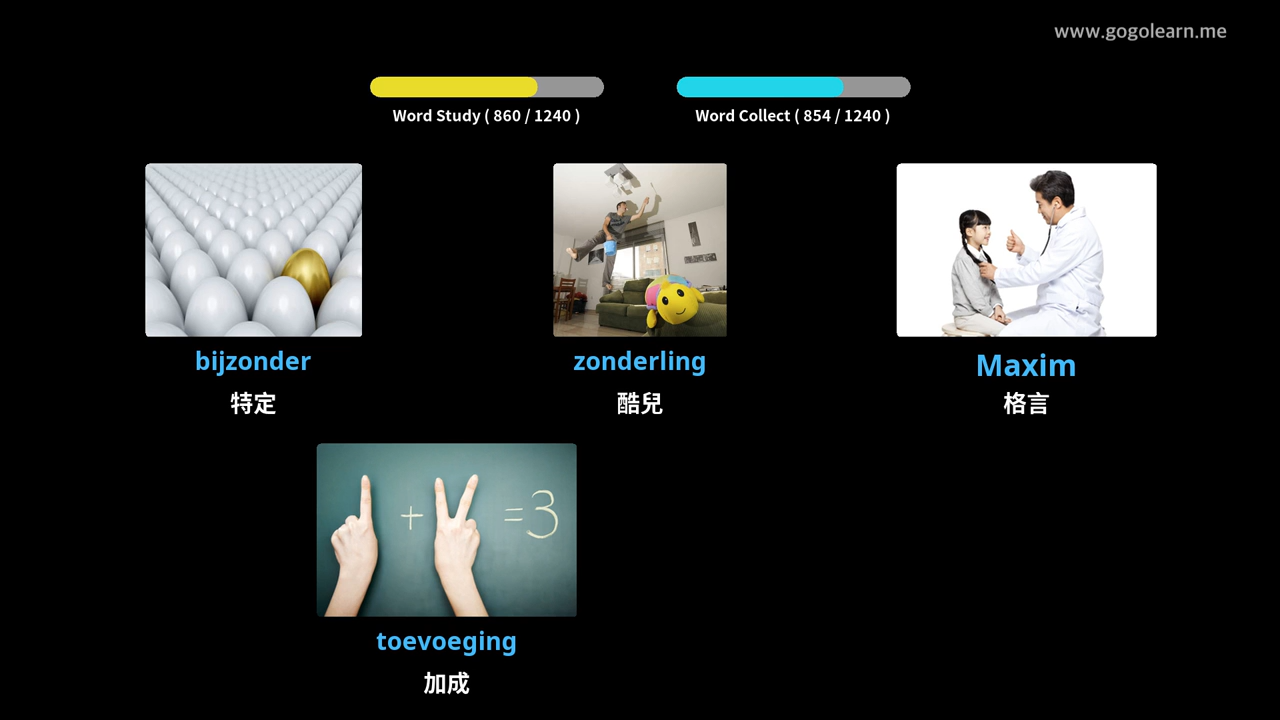 www.gogolearn.me
Word Study ( 860 / 1240 )
Word Collect ( 854 / 1240 )
bijzonder
特定
zonderling
酷兒
Maxim
格言
1 + = 3
toevoeging
加成